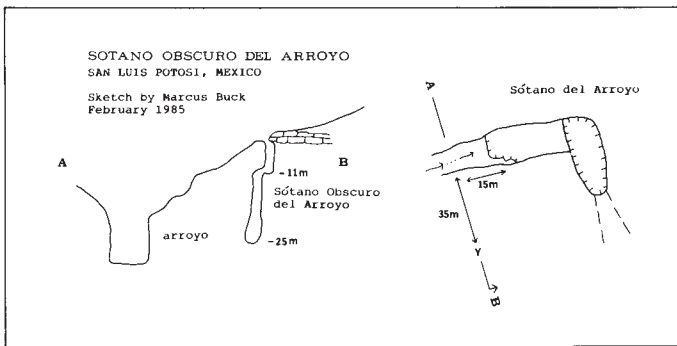 SOTANO OBSCURO DEL ARROYO
SAN LUIS POTOSI, MEXICO
Sketch by Marcus Buck
February 1985
A
B
-11m
Sótano Obscuro
del Arroyo
arroyo
-25m
A
Sótano del Arroyo
15m
35m
Y
B